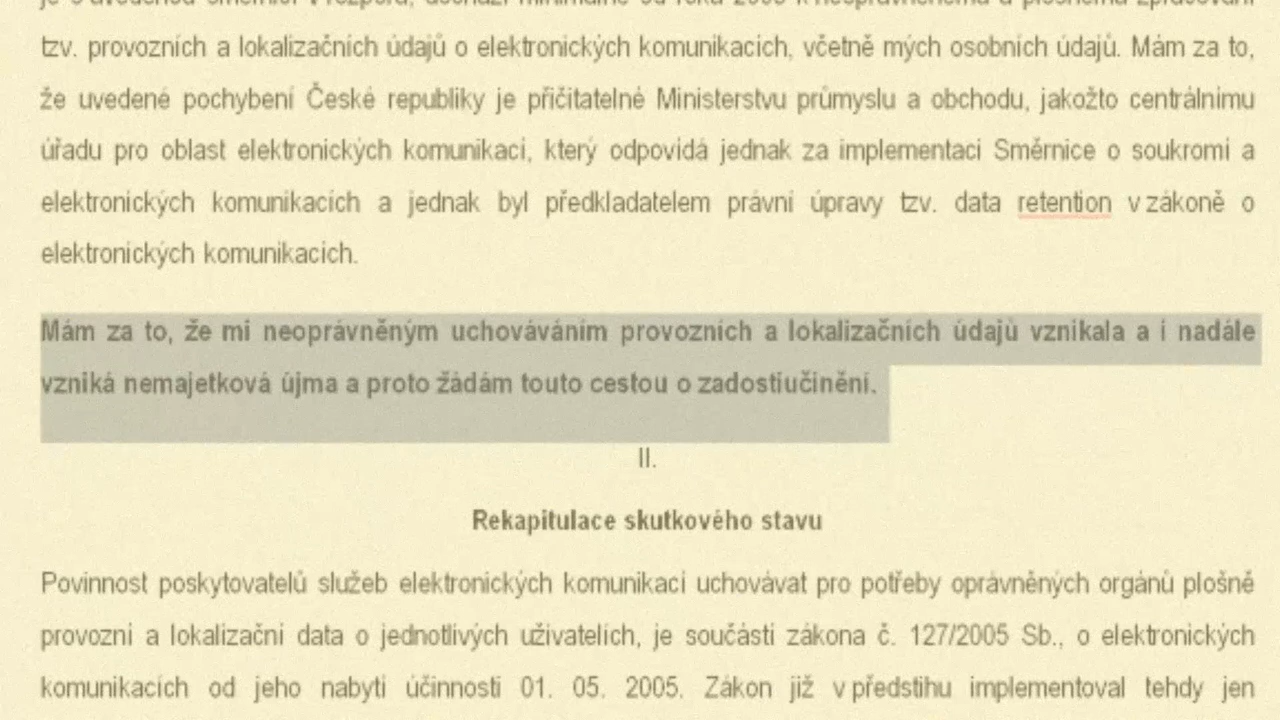 tzv. provozních a lokalizačních údajů o elektronických komunikacích, včetně mých osobních údajů. Mám za to,
že uvedené pochybení České republiky je přičitatelné Ministerstvu průmyslu a obchodu, jakožto centrálnímu
úřadu pro oblast elektronických komunikací, který odpovídá jednak za implementaci Směrnice o soukromí a
elektronických komunikacích a jednak byl předkladatelem právní úpravy tzv. data retention v zákoně o
elektronických komunikacích.
Mám za to, že mi neoprávněným uchováváním provozních a lokalizačních údajů vznikala a i nadále
vzniká nemajetková újma a proto žádám touto cestou o zadostiučinění.
II.
Rekapitulace skutkového stavu
Povinnost poskytovatelů služeb elektronických komunikací uchovávat pro potřeby oprávněných orgánů plošně
provozní a lokalizační data o jednotlivých uživatelích, je součástí zákona č. 127/2005 Sb., o elektronických
komunikacích od jeho nabytí účinnosti 01. 05. 2005. Zákon již v předstihu implementoval tehdy jen